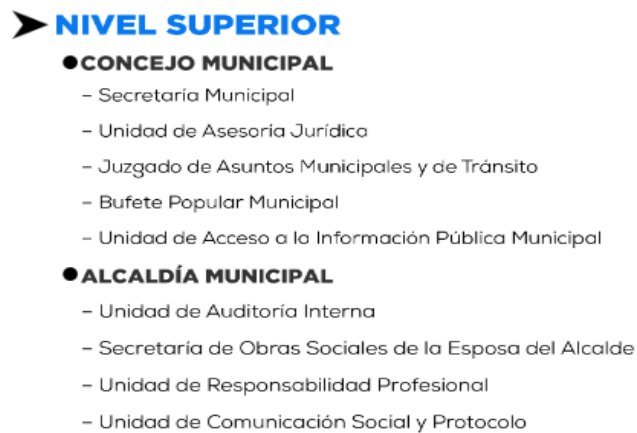 NIVEL SUPERIOR
CONCEJO MUNICIPAL
– Secretaría Municipal
– Unidad de Asesoría Jurídica
– Juzgado de Asuntos Municipales y de Tránsito
– Bufete Popular Municipal
– Unidad de Acceso a la Información Pública Municipal
ALCALDÍA MUNICIPAL
– Unidad de Auditoría Interna
– Secretaría de Obras Sociales de la Esposa del Alcalde
– Unidad de Responsabilidad Profesional
– Unidad de Comunicación Social y Protocolo